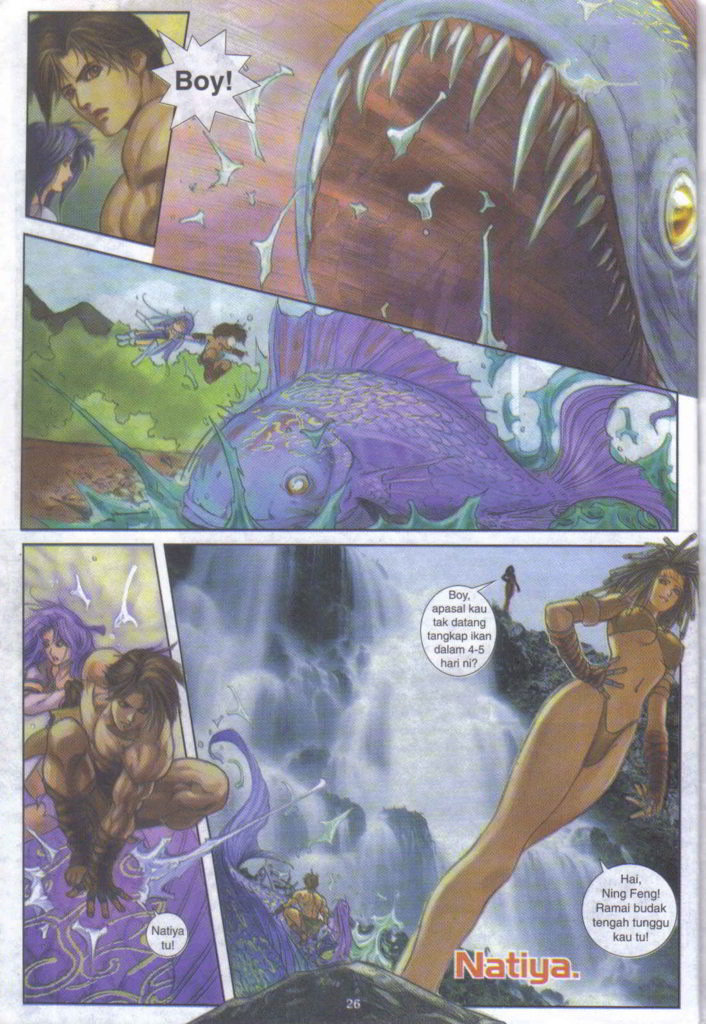 Boy!
Boy,
apasal kau
tak datang
tangkap ikan
dalam 4-5
hari ni?
Natiya
tu!
Hai,
Ning Feng!
Ramai budak
tengah tunggu
kau tu!
Natiya.
26